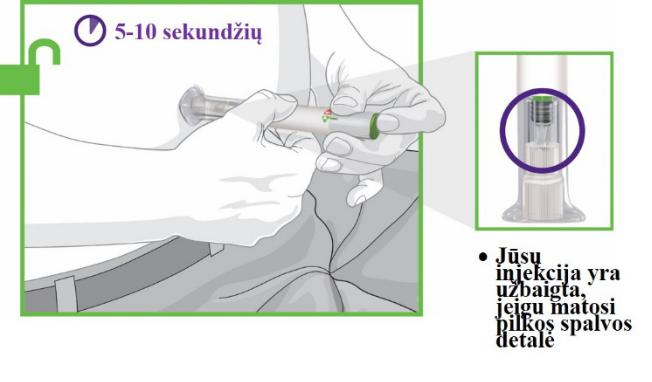 5-10 sekundžių
• Jūsų
injekcija yra
užbaigta,
jeigu matosi
pilkos spalvos
detalė